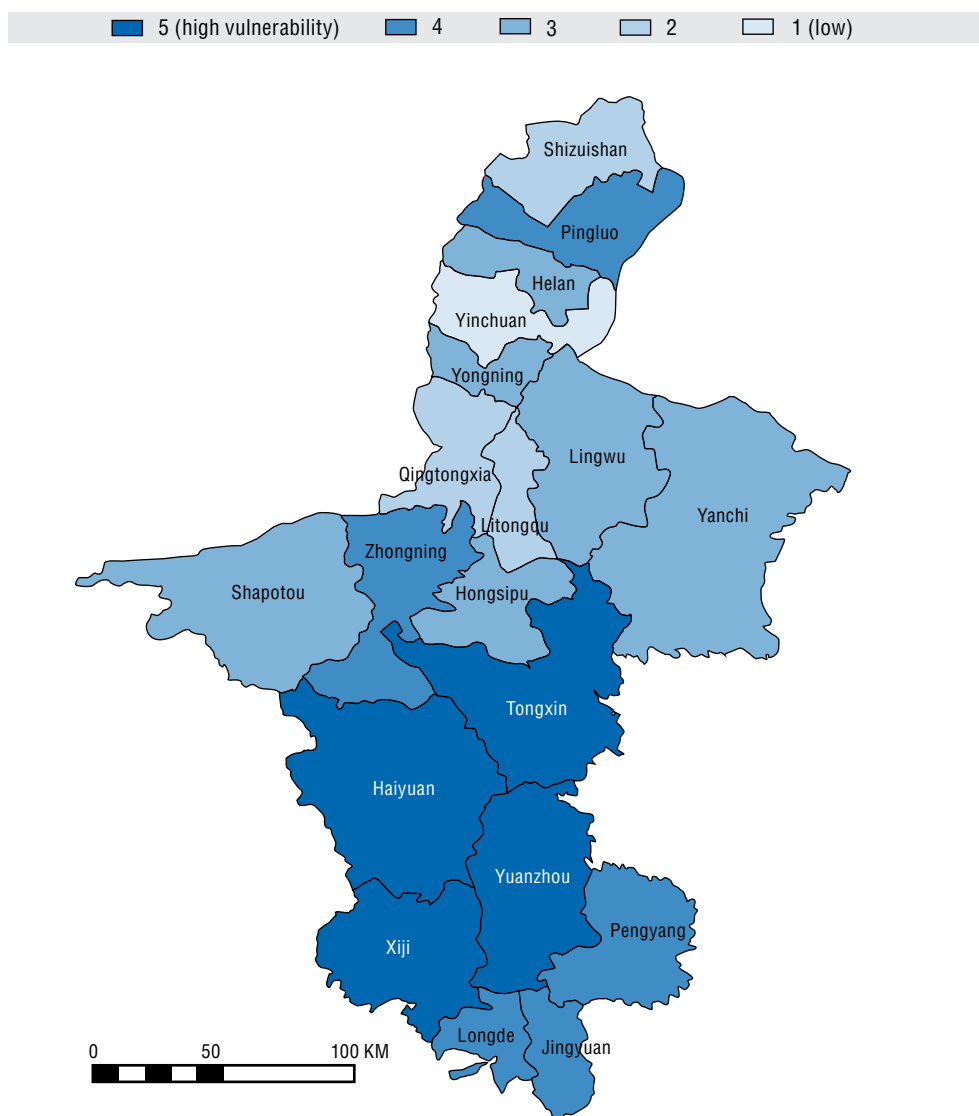 5 (high vulnerability) 4 3 2 1 (low)
Shizuishan
Pingluo
Helan
Yinchuan
Yongning
Lingwu
Qingtongxia
Yanchi
Litongqu
Zhongning
Shapotou
Hongsipu
Tongxin
Haiyuan
Yuanzhou
Pengyang
Xiji
Longde
Jingyuan
0 50 100 KM